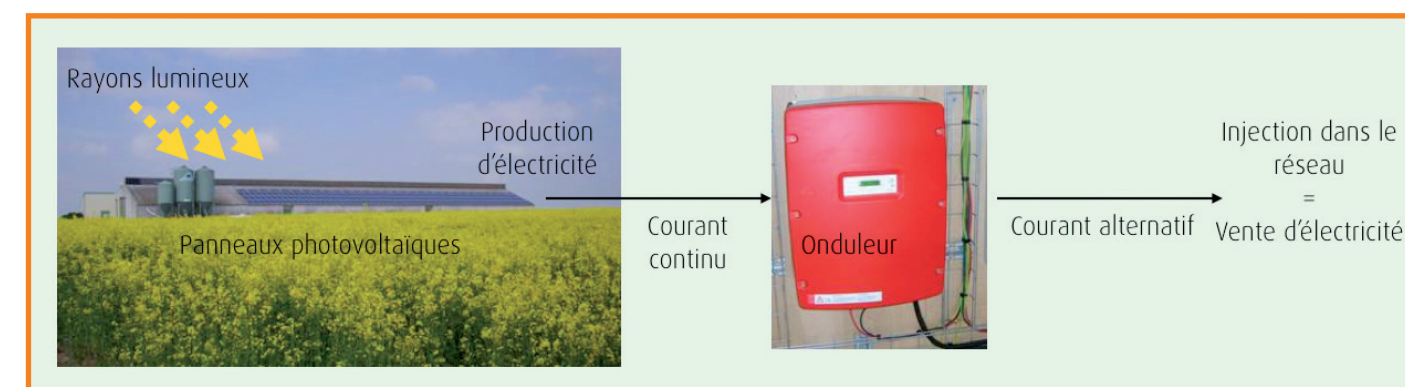 Rayons lumineux
Production
d'électricité
Panneaux photovoltaïques
Courant
continu
Onduleur
Courant alternatif
Injection dans le
réseau
=
Vente d'électricité